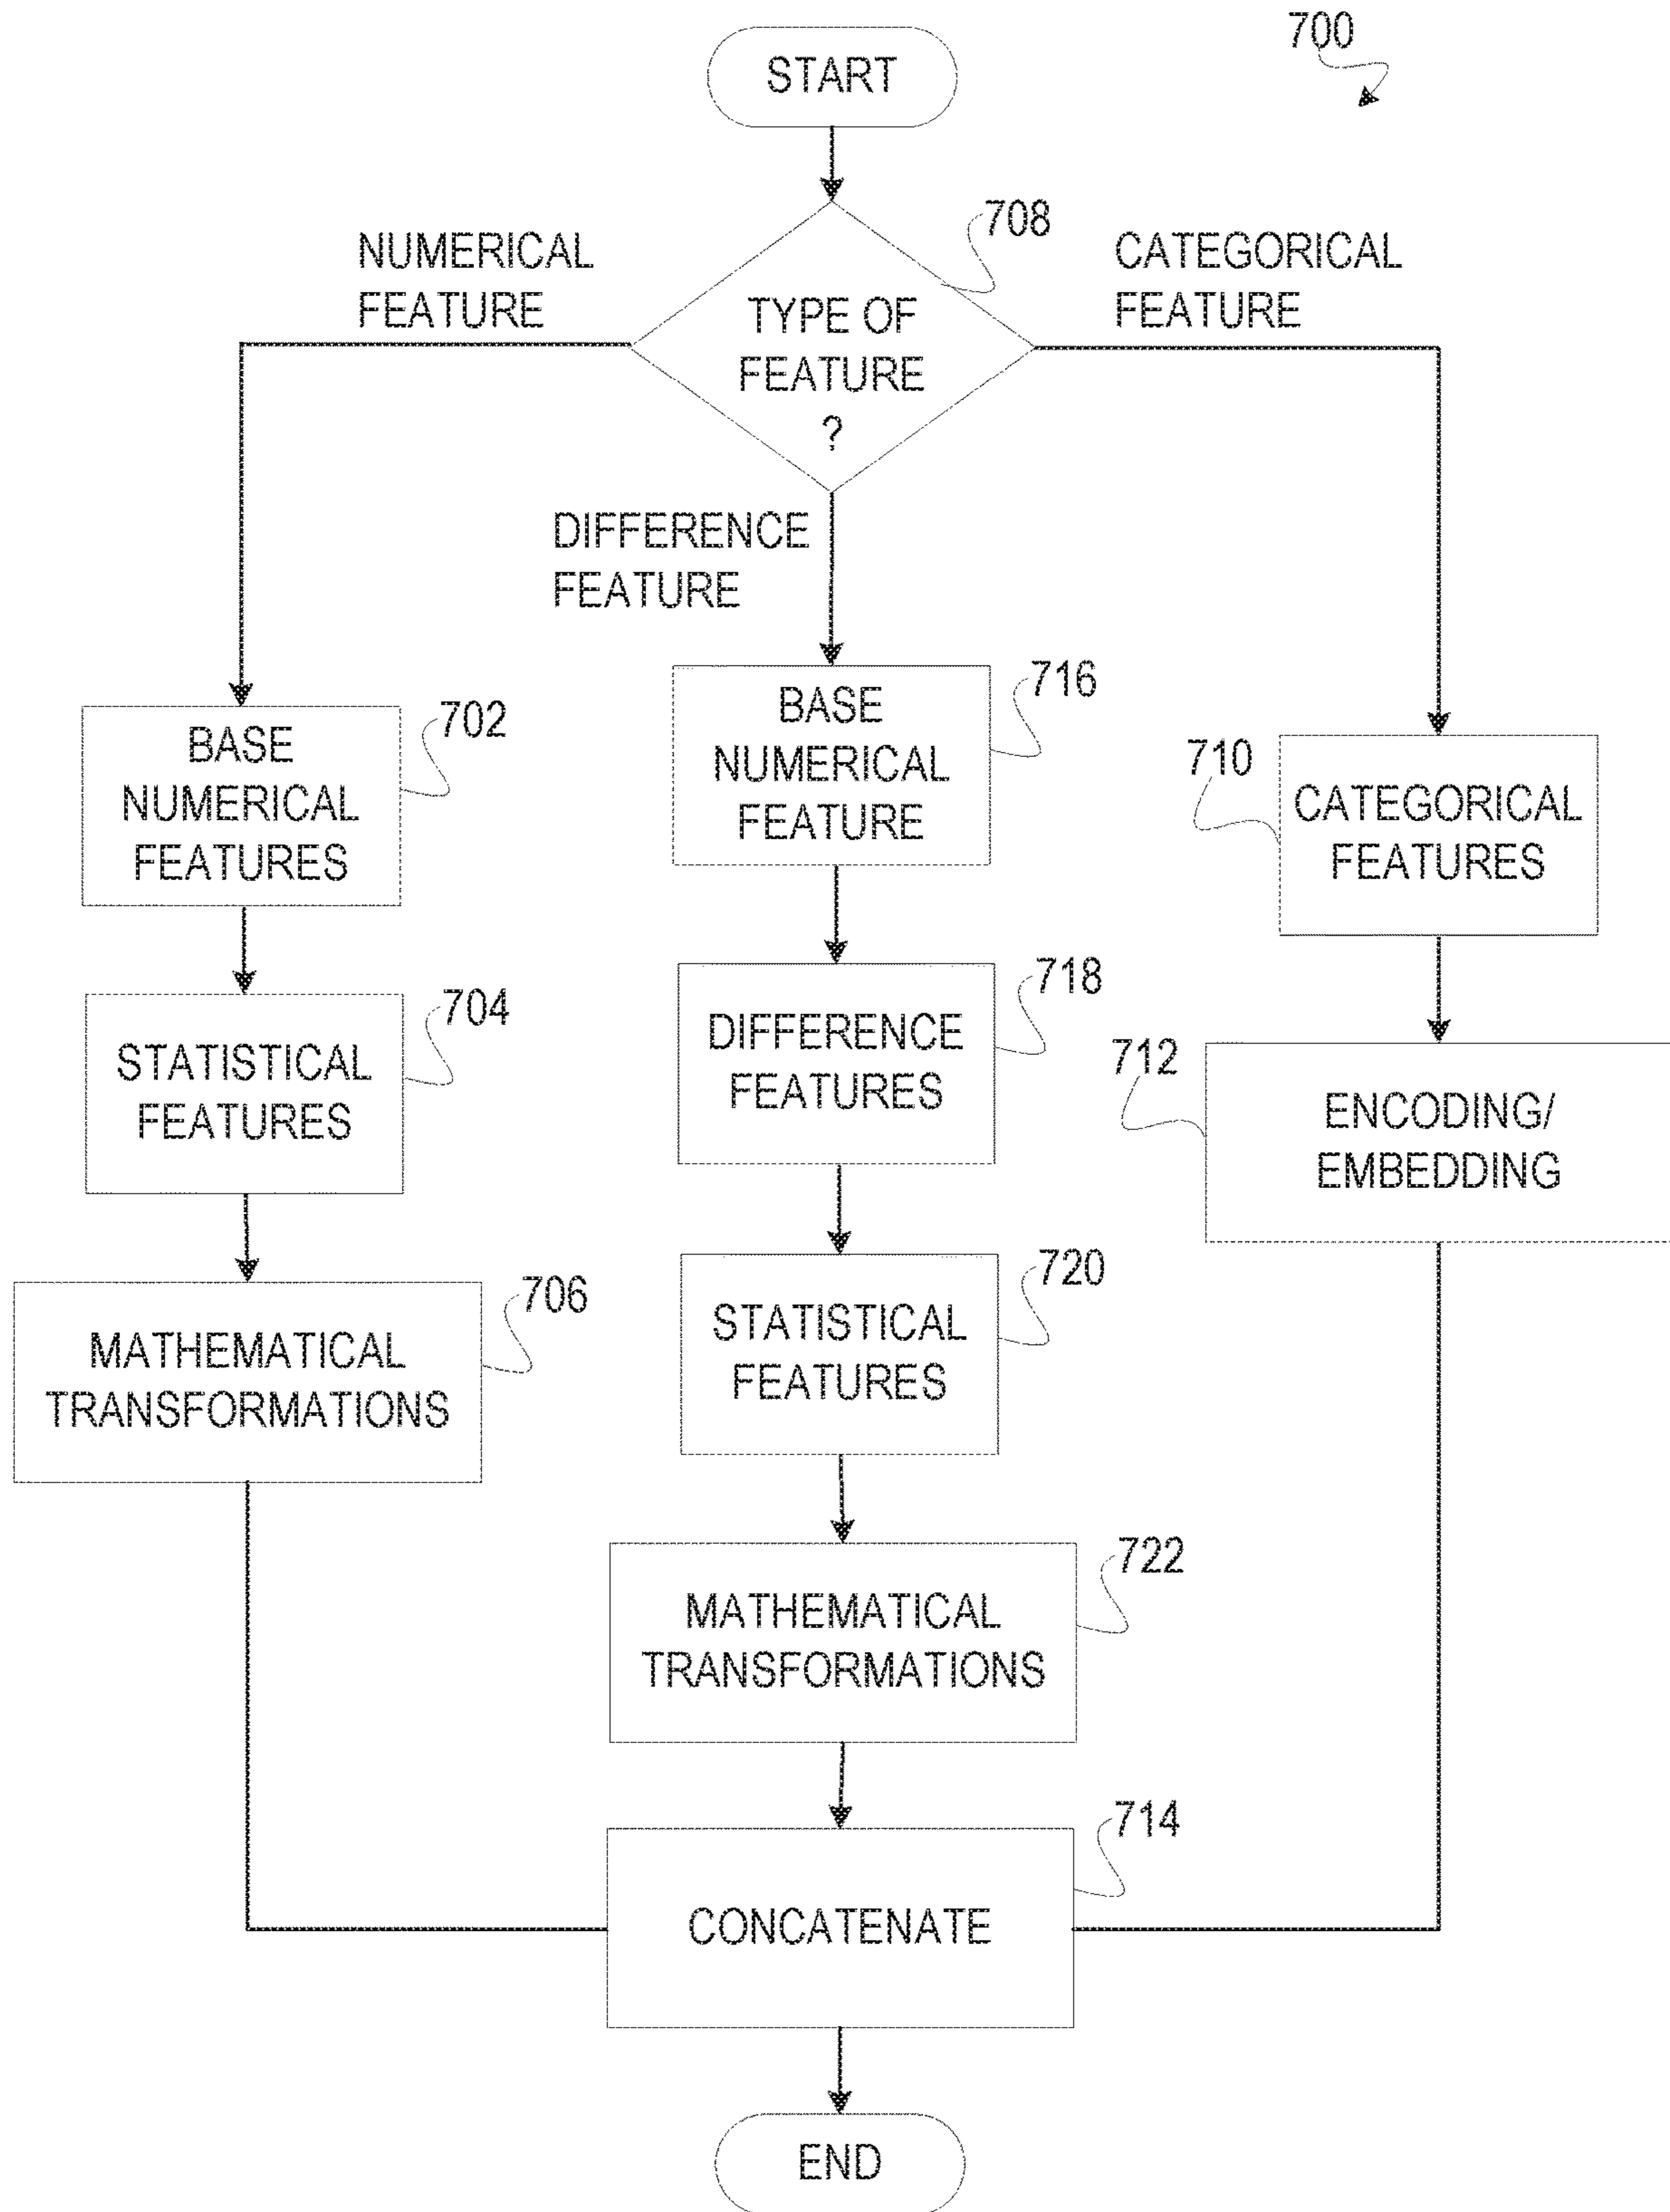 700
START
708
NUMERICAL
FEATURE
CATEGORICAL
FEATURE
TYPE OF
FEATURE
?
DIFFERENCE
FEATURE
702
BASE
NUMERICAL
FEATURES
716
BASE
NUMERICAL
FEATURE
710
CATEGORICAL
FEATURES
704
STATISTICAL
FEATURES
718
DIFFERENCE
FEATURES
712
ENCODING/
EMBEDDING
706
MATHEMATICAL
TRANSFORMATIONS
720
STATISTICAL
FEATURES
722
MATHEMATICAL
TRANSFORMATIONS
714
CONCATENATE
END